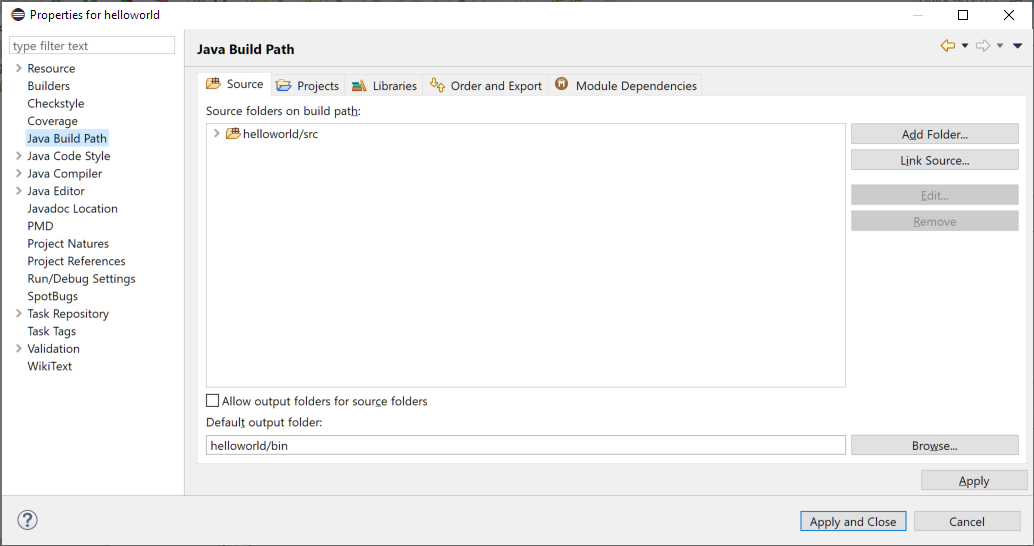 Properties for helloworld
type filter text
Resource
Builders
Checkstyle
Coverage
Java Build Path
Java Code Style
Java Compiler
Java Editor
Javadoc Location
PMD
Project Natures
Project References
Run/Debug Settings
SpotBugs
Task Repository
Task Tags
Validation
WikiText
Java Build Path
Source Projects Libraries Order and Export Module Dependencies
Source folders on build path:
helloworld/src
Add Folder...
Link Source...
Edit...
Remove
Allow output folders for source folders
Default output folder:
helloworld/bin
Browse...
Apply
Apply and Close Cancel